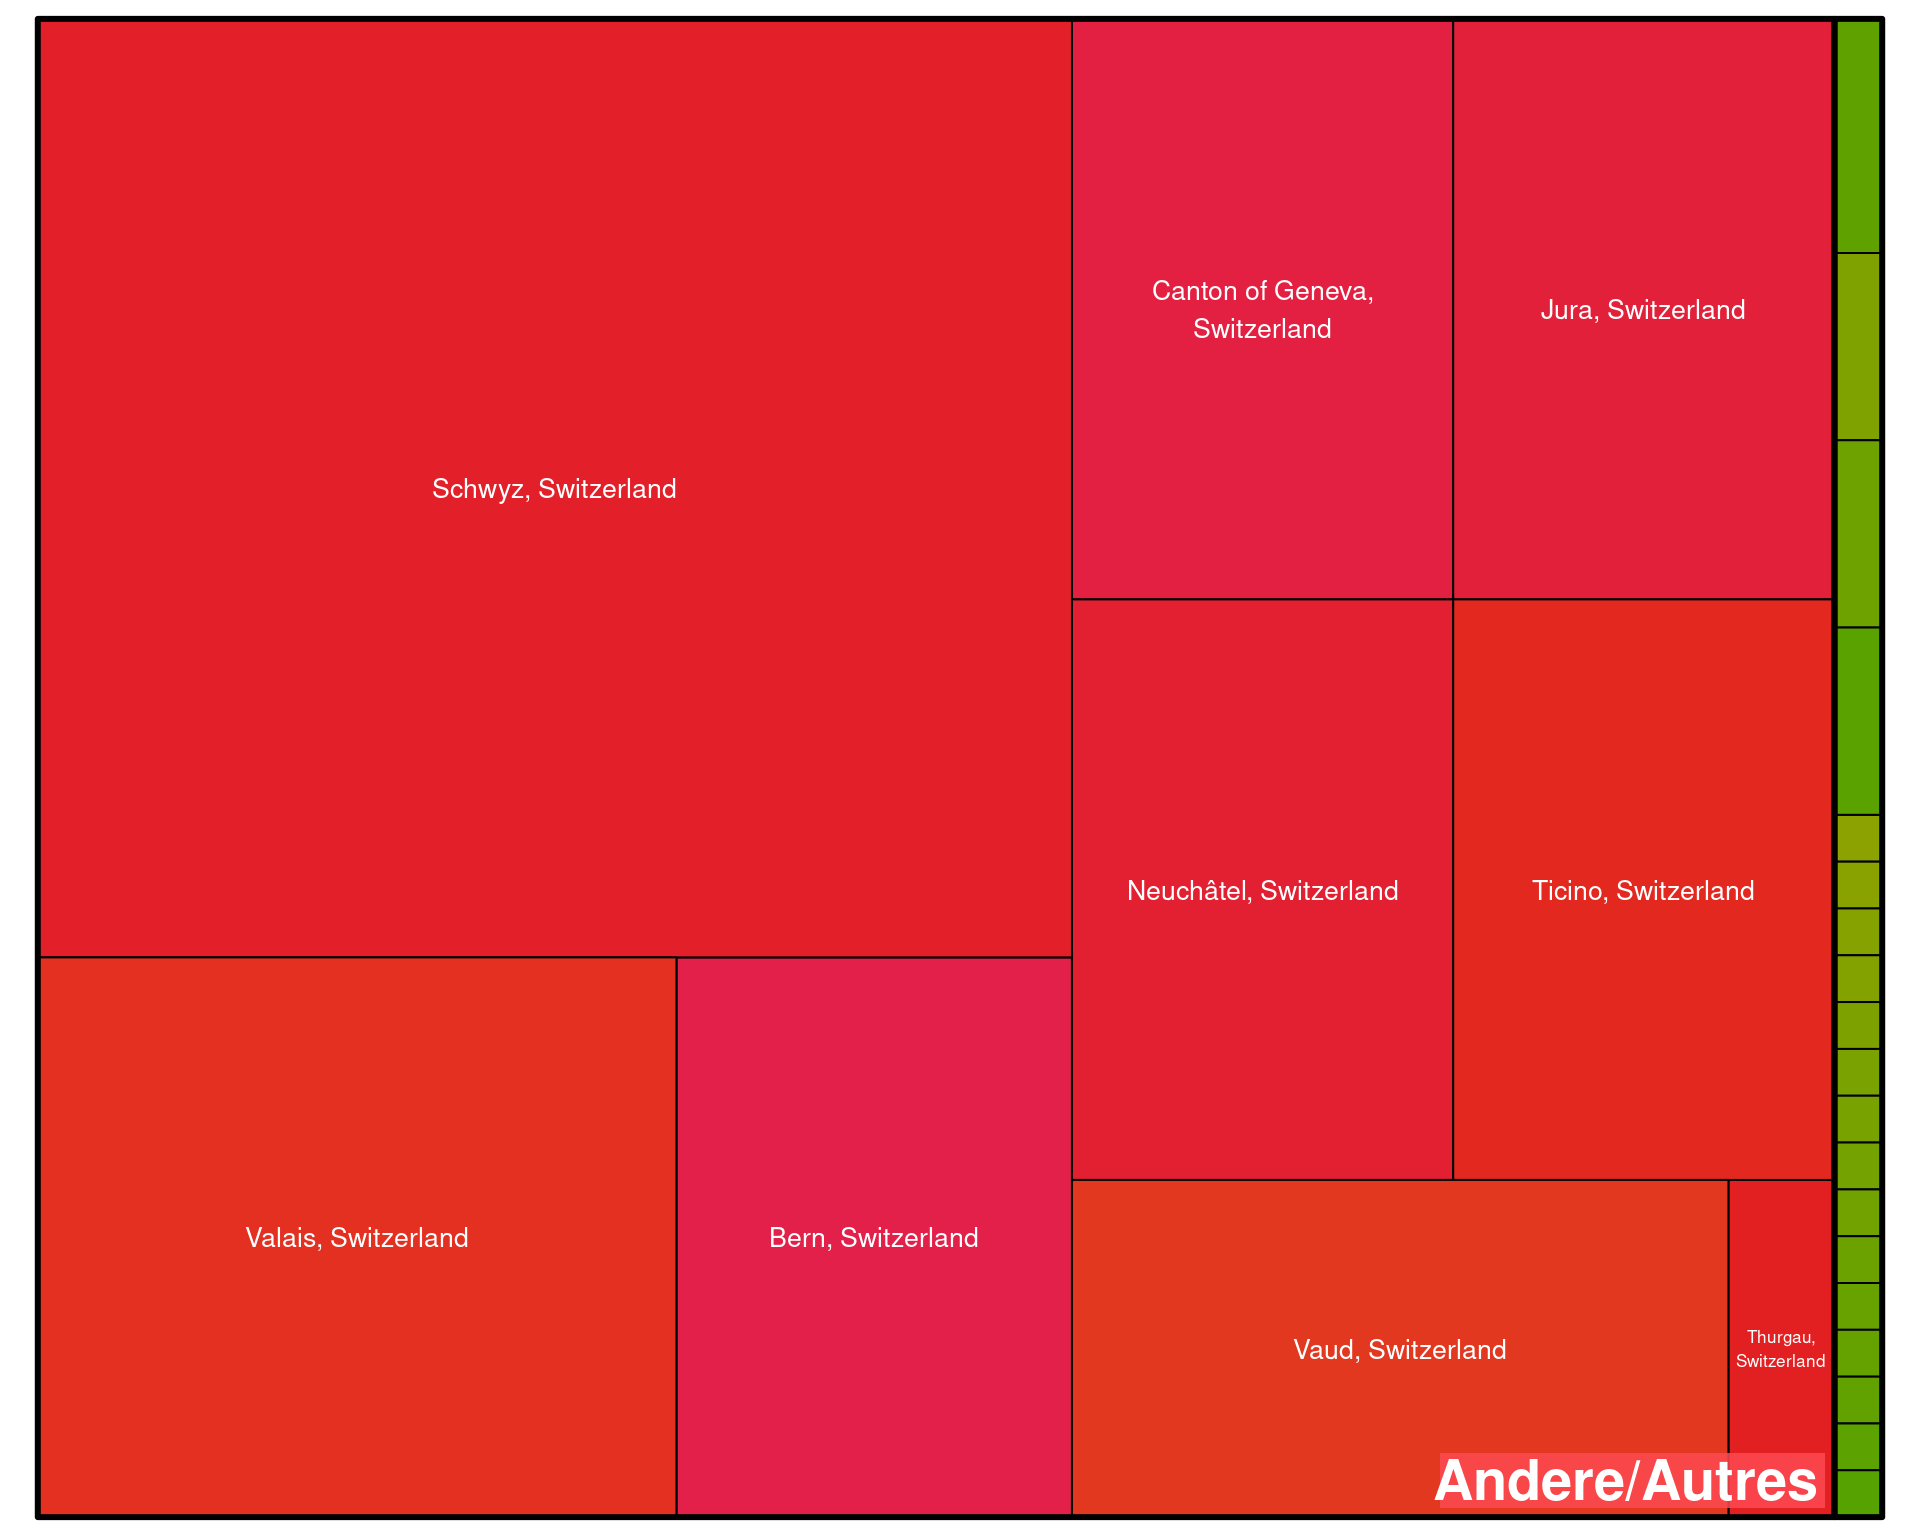 Canton of Geneva,
Switzerland
Jura, Switzerland
Schwyz, Switzerland
Neuchâtel, Switzerland
Ticino, Switzerland
Valais, Switzerland
Bern, Switzerland
Vaud, Switzerland
Thurgau,
Switzerland
Andere/Autres